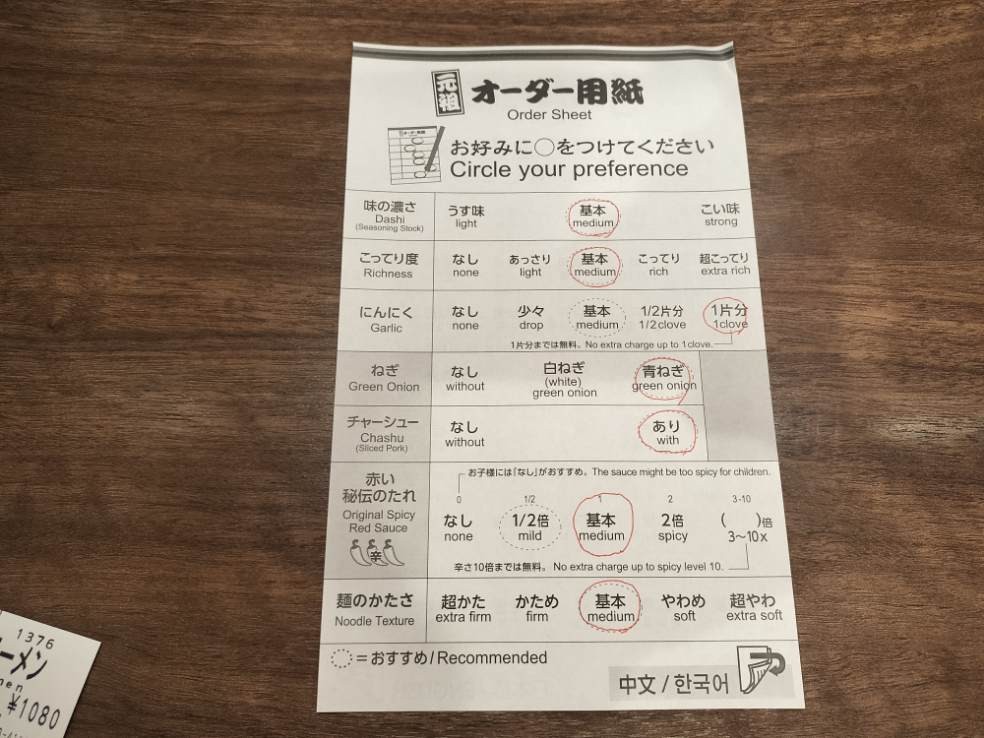 元祖 オーダー用紙
Order Sheet
お好みに○をつけてください
Circle your preference
味の濃さ
Dashi
(Seasoning Stock)
うす味 基本 こい味
light medium strong
こってり度
Richness
なし あっさり 基本 こってり 超こってり
none light medium rich extra rich
にんにく
Garlic
なし 少々 基本 1/2片分 1片分
none drop medium 1/2 clove 1clove
1片分までは無料。No extra charge up to 1 clove.
ねぎ
Green Onion
なし 白ねぎ 青ねぎ
without (white) green onion
green onion
チャーシュー
Chashu
(Sliced Pork)
なし あり
without with
赤い
秘伝のたれ
Original Spicy
Red Sauce
辛
お子様には「なし」がおすすめ。The sauce might be too spicy for children.
0 1/2 1 2 3-10
なし 1/2倍 基本 2倍 ( )倍
none mild medium spicy 3～10x
辛さ10倍までは無料。No extra charge up to spicy level 10.
麺のかたさ
Noodle Texture
超かた かため 基本 やわめ 超やわ
extra firm firm medium soft extra soft
=おすすめ/Recommended
中文 / 한국어
1376
ーメン
¥1080